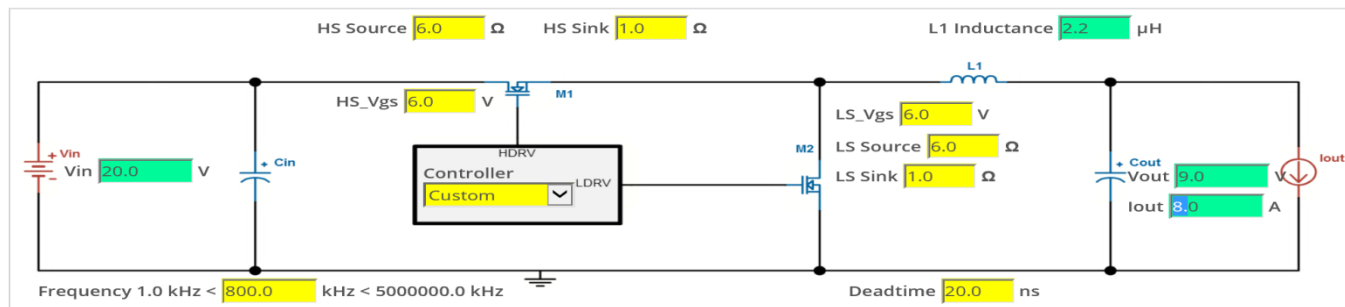 HS Source 6.0 Ω HS Sink 1.0 Ω L1 Inductance 2.2 µH
L1
HS_Vgs 6.0 V M1
LS_Vgs 6.0 V
HDRV
M2 LS Source 6.0 Ω
Vin
Vin 20.0 V
Cin
Controller
Custom
LDRV
LS Sink 1.0 Ω
Cout
Vout 9.0 V
Iout
Iout 8.0 A
Frequency 1.0 kHz < 800.0 kHz < 5000000.0 kHz Deadtime 20.0 ns